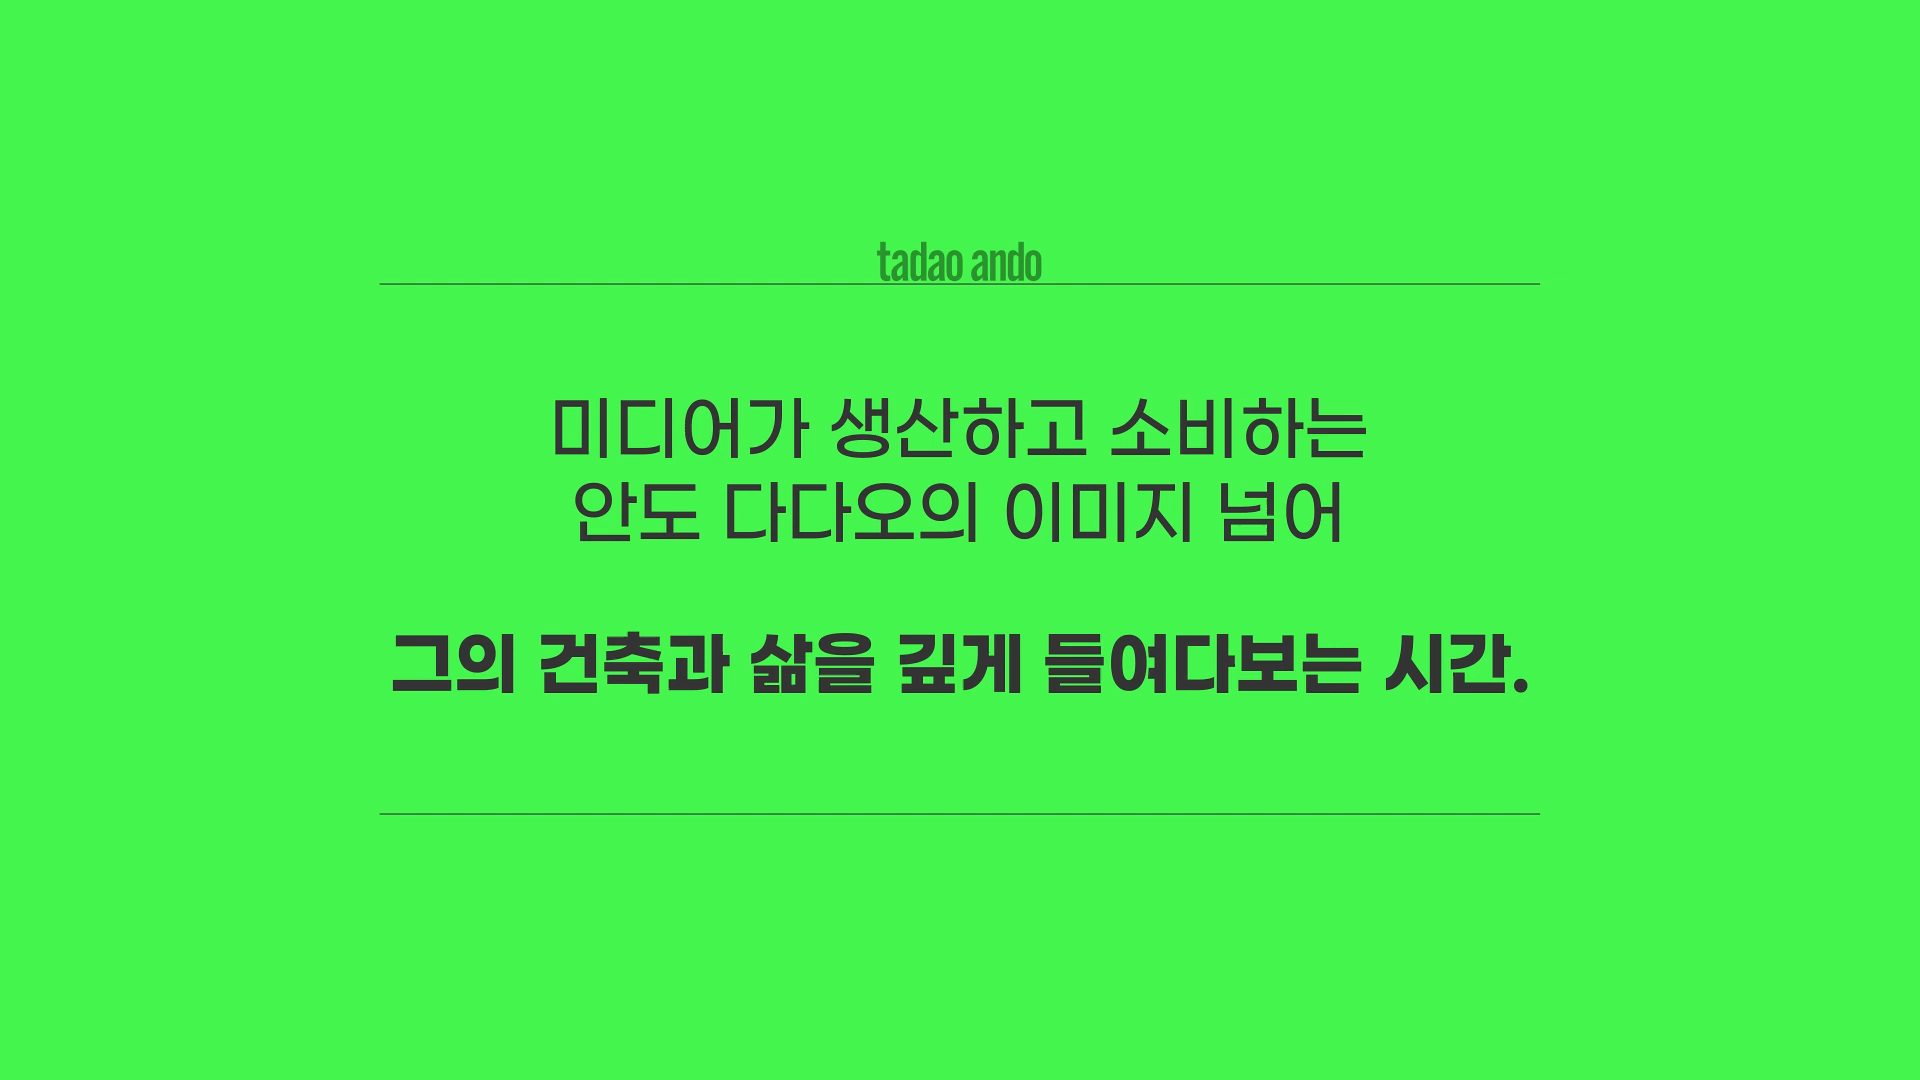 tadao ando
미디어가 생산하고 소비하는
안도 다다오의 이미지 넘어
그의 건축과 삶을 깊게 들여다보는 시간.